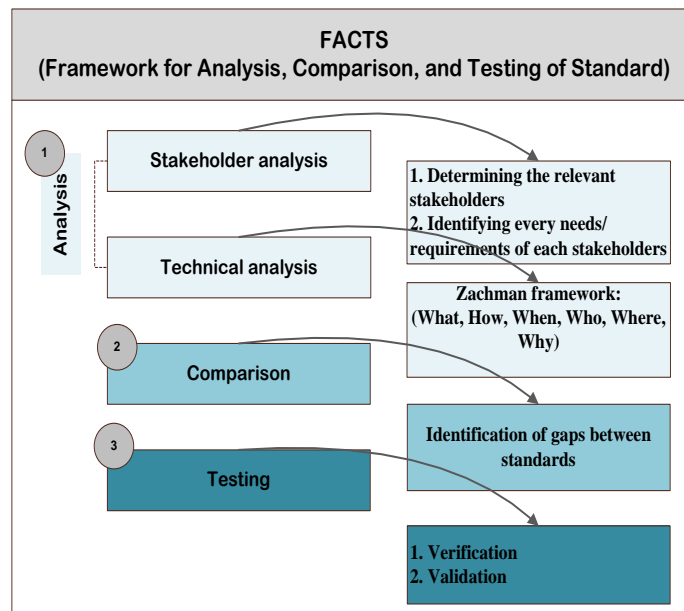 FACTS
(Framework for Analysis, Comparison, and Testing of Standard)
1
Analysis
Stakeholder analysis
1. Determining the relevant
stakeholders
2. Identifying every needs/
requirements of each stakeholders
Technical analysis
Zachman framework:
(What, How, When, Who, Where,
Why)
2
Comparison
Identification of gaps between
standards
3
Testing
1. Verification
2. Validation